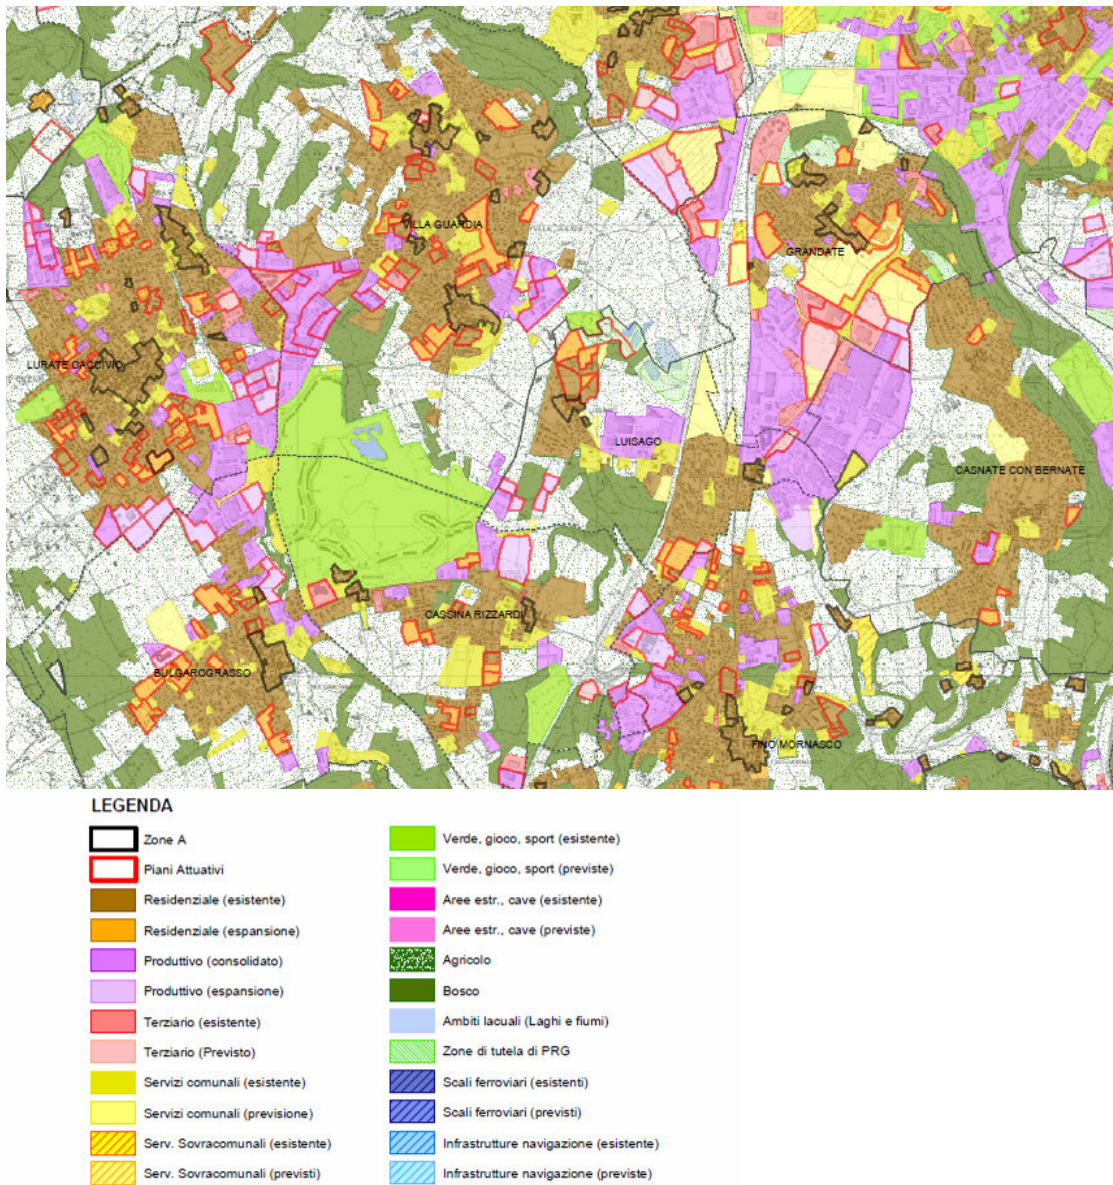 VILLA GUARDIA
GRANDATE
LURATE CACCIVIO
LUISAGO
CASNATE CON BERNATE
CASSINA RIZZARDI
BULGAROGRASSO
FINO MORNASCO
LEGENDA
Zone A
Piani Attuativi
Residenziale (esistente)
Residenziale (espansione)
Produttivo (consolidato)
Produttivo (espansione)
Terziario (esistente)
Terziario (Previsto)
Servizi comunali (esistente)
Servizi comunali (previsione)
Serv. Sovracomunali (esistente)
Serv. Sovracomunali (previsti)
Verde, gioco, sport (esistente)
Verde, gioco, sport (previste)
Aree estr., cave (esistente)
Aree estr., cave (previste)
Agricolo
Bosco
Ambiti lacuali (Laghi e fiumi)
Zone di tutela di PRG
Scali ferroviari (esistenti)
Scali ferroviari (previsti)
Infrastrutture navigazione (esistente)
Infrastrutture navigazione (previste)